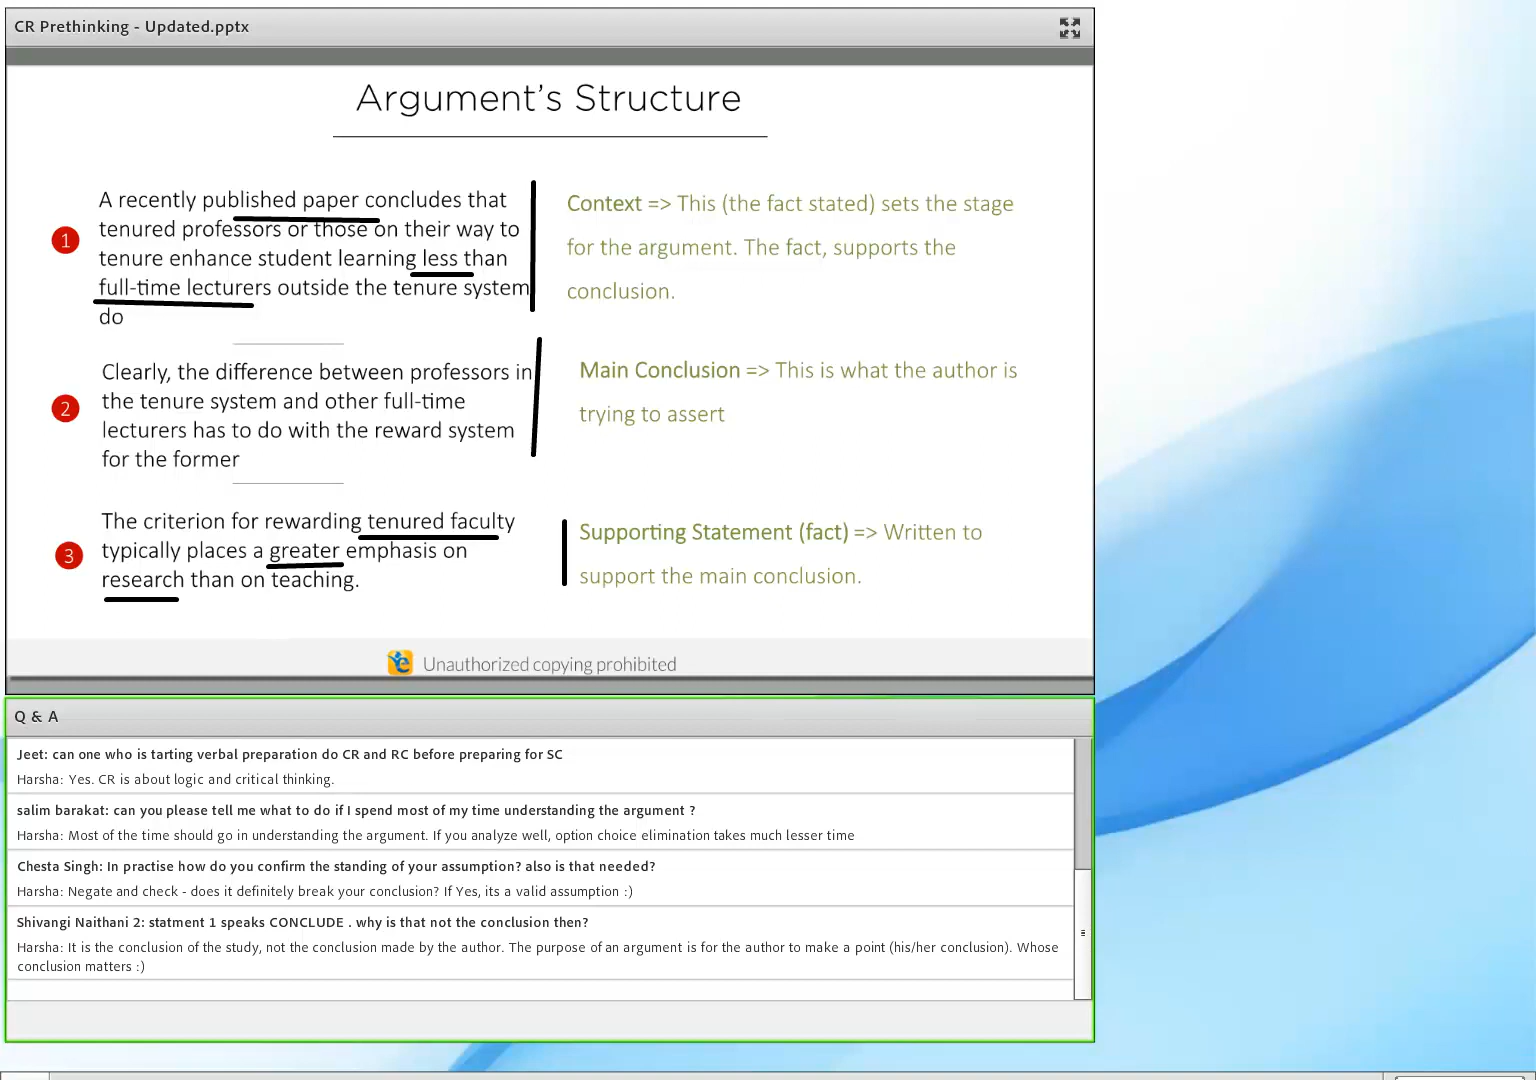 CR Prethinking - Updated.pptx
Argument's Structure
1
A recently published paper concludes that
tenured professors or those on their way to
tenure enhance student learning less than
full-time lecturers outside the tenure system
do
Context => This (the fact stated) sets the stage
for the argument. The fact, supports the
conclusion.
2
Clearly, the difference between professors in
the tenure system and other full-time
lecturers has to do with the reward system
for the former
Main Conclusion => This is what the author is
trying to assert
3
The criterion for rewarding tenured faculty
typically places a greater emphasis on
research than on teaching.
Supporting Statement (fact) => Written to
support the main conclusion.
e
Unauthorized copying prohibited
Q & A
Jeet: can one who is tarting verbal preparation do CR and RC before preparing for SC
Harsha: Yes. CR is about logic and critical thinking.
salim barakat: can you please tell me what to do if I spend most of my time understanding the argument ?
Harsha: Most of the time should go in understanding the argument. If you analyze well, option choice elimination takes much lesser time
Chesta Singh: In practise how do you confirm the standing of your assumption? also is that needed?
Harsha: Negate and check - does it definitely break your conclusion? If Yes, its a valid assumption :)
Shivangi Naithani 2: statment 1 speaks CONCLUDE . why is that not the conclusion then?
Harsha: It is the conclusion of the study, not the conclusion made by the author. The purpose of an argument is for the author to make a point (his/her conclusion). Whose
conclusion matters :)